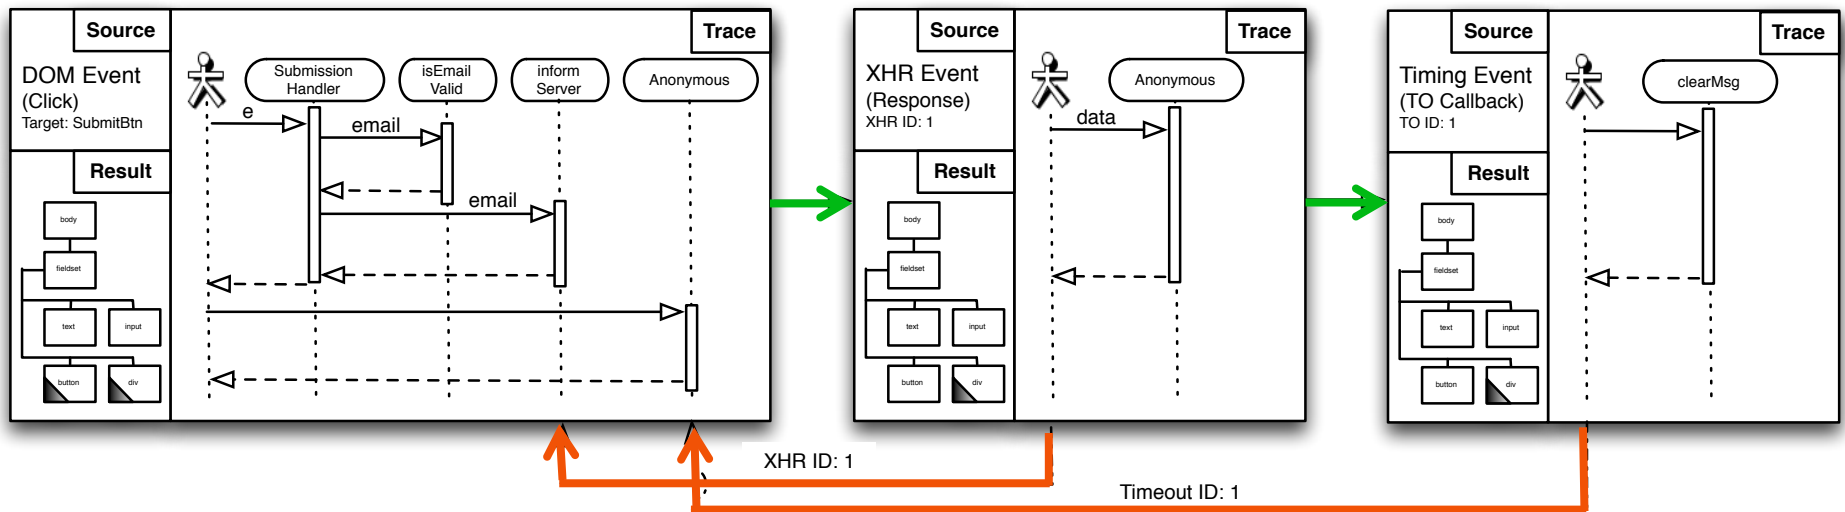 Source
Trace
DOM Event
(Click)
Target: SubmitBtn
Submission
Handler
isEmail
Valid
inform
Server
Anonymous
e
email
email
Result
body
fieldset
text
input
button
div
Source
Trace
XHR Event
(Response)
XHR ID: 1
Anonymous
data
Result
body
fieldset
text
input
button
div
Source
Trace
Timing Event
(TO Callback)
TO ID: 1
clearMsg
Result
body
fieldset
text
input
button
div
XHR ID: 1
Timeout ID: 1